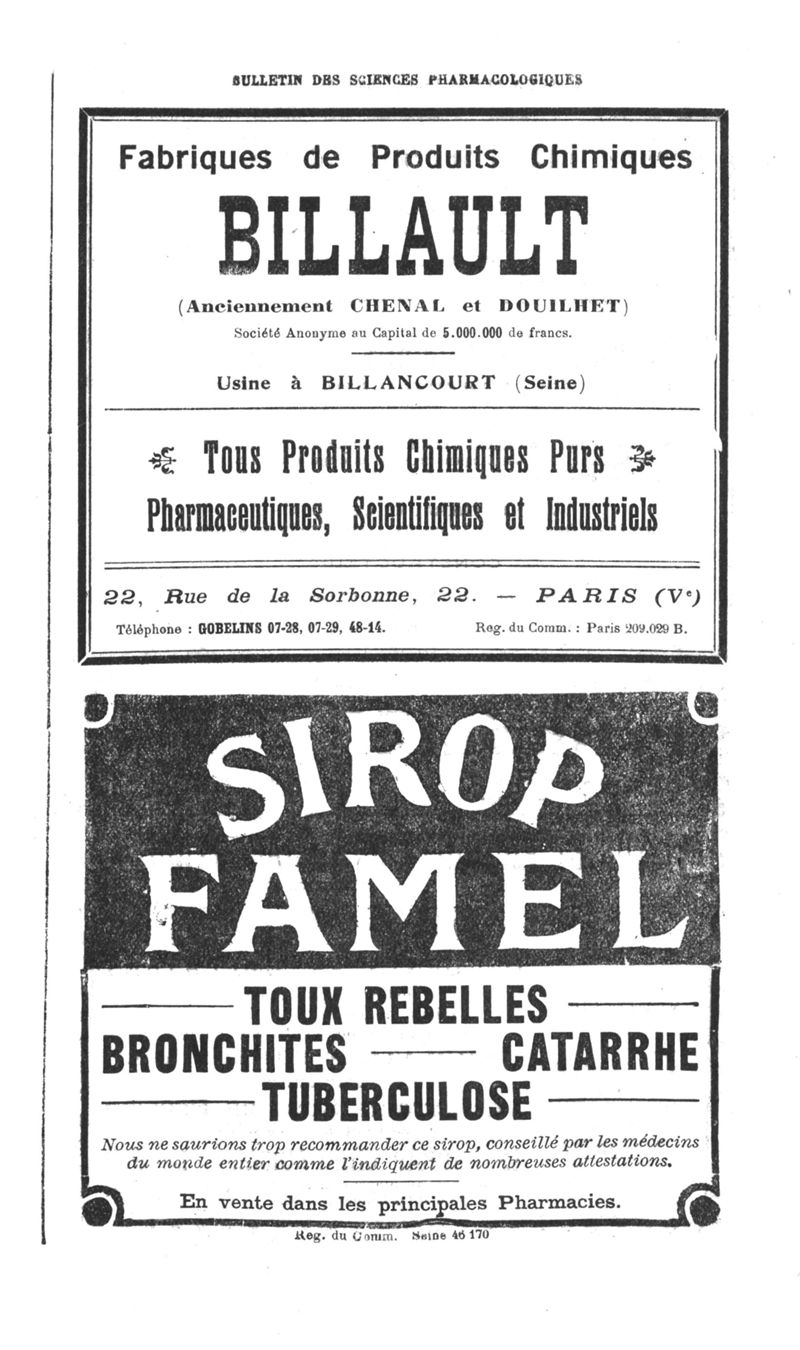 BULLETIN DES SCIENCES PHARMACOLOGIQUES
Fabriques de Produits Chimiques
BILLAULT
(Anciennement CHENAL et DOUILHET)
Société Anonyme au Capital de 5.000.000 de francs.
Usine à BILLANCOURT (Seine)
Tous Produits Chimiques Purs
Pharmaceutiques, Scientifiques et Industriels
22, Rue de la Sorbonne, 22. — PARIS (Ve)
Téléphone : GOBELINS 07-28, 07-29, 48-14. Reg. du Comm. : Paris 209.029 B.
SIROP
FAMEL
TOUX REBELLES
BRONCHITES — CATARRHE
TUBERCULOSE
Nous ne saurions trop recommander ce sirop, conseillé par les médecins
du monde entier comme l'indiquent de nombreuses attestations.
En vente dans les principales Pharmacies.
Reg. du Comm. Seine 46 170